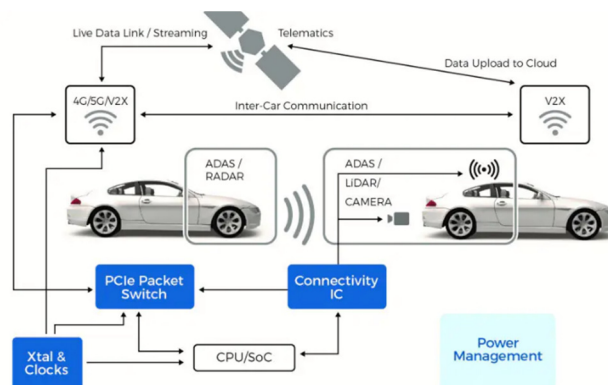 Live Data Link / Streaming
Telematics
Data Upload to Cloud
4G/5G/V2X
Inter-Car Communication
V2X
ADAS /
RADAR
ADAS /
LiDAR/
CAMERA
PCIe Packet
Switch
Connectivity
IC
Xtal &
Clocks
CPU/SoC
Power
Management